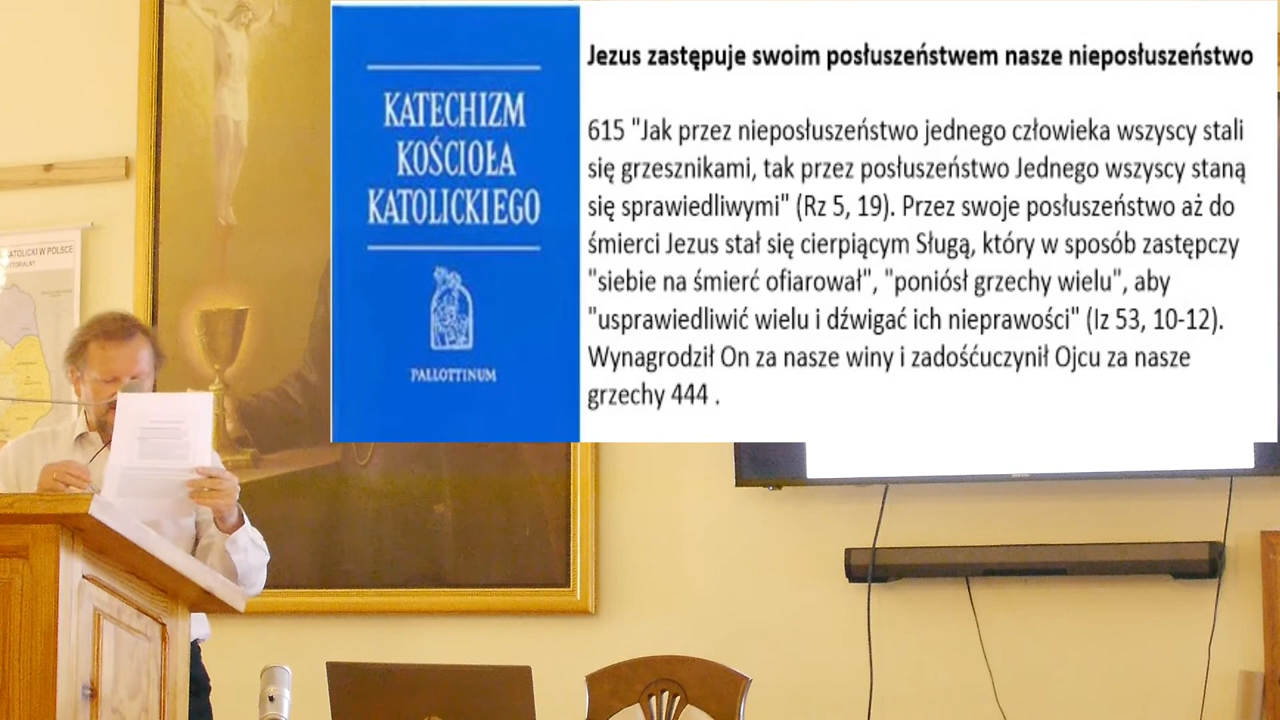 KATECHIZM
KOŚCIOŁA
KATOLICKIEGO
PALLOTTINUM
Jezus zastępuje swoim posłuszeństwem nasze nieposłuszeństwo
615 "Jak przez nieposłuszeństwo jednego człowieka wszyscy stali
się grzesznikami, tak przez posłuszeństwo Jednego wszyscy staną
się sprawiedliwymi" (Rz 5, 19). Przez swoje posłuszeństwo aż do
śmierci Jezus stał się cierpiącym Sługą, który w sposób zastępczy
"siebie na śmierć ofiarował", "poniósł grzechy wielu", aby
"usprawiedliwić wielu i dźwigać ich nieprawości" (Iz 53, 10-12).
Wynagrodził On za nasze winy i zadośćuczynił Ojcu za nasze
grzechy 444 .
ATOLICKI W POLSCE